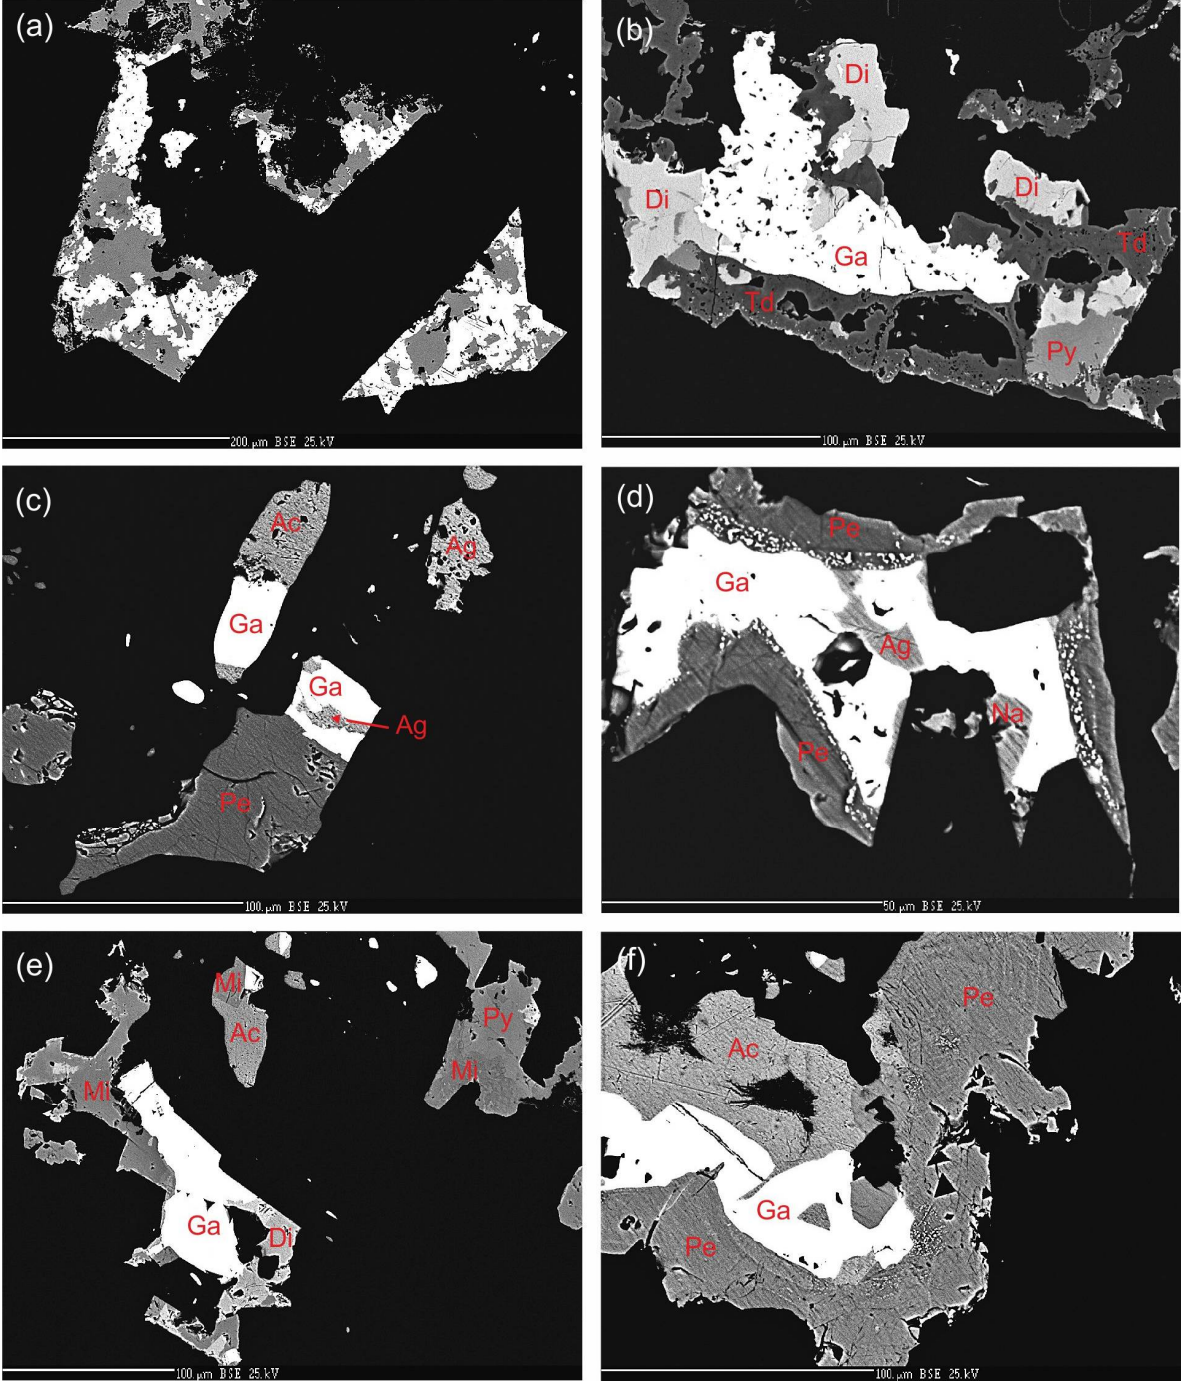 (a)
200.µm BSE 25.kV
(b)
Di
Di
Di
Td
Ga
Td
Py
100.µm BSE 25.kV
(c)
Ac
Ag
Ga
Ga
Ag
Pe
100.µm BSE 25.kV
(d)
Pe
Ga
Ag
Na
Pe
50.µm BSE 25.kV
(e)
Mi
Ac
Py
Mi
Mi
Ga
Di
100.µm BSE 25.kV
(f)
Pe
Ac
Ga
Pe
100.µm BSE 25.kV